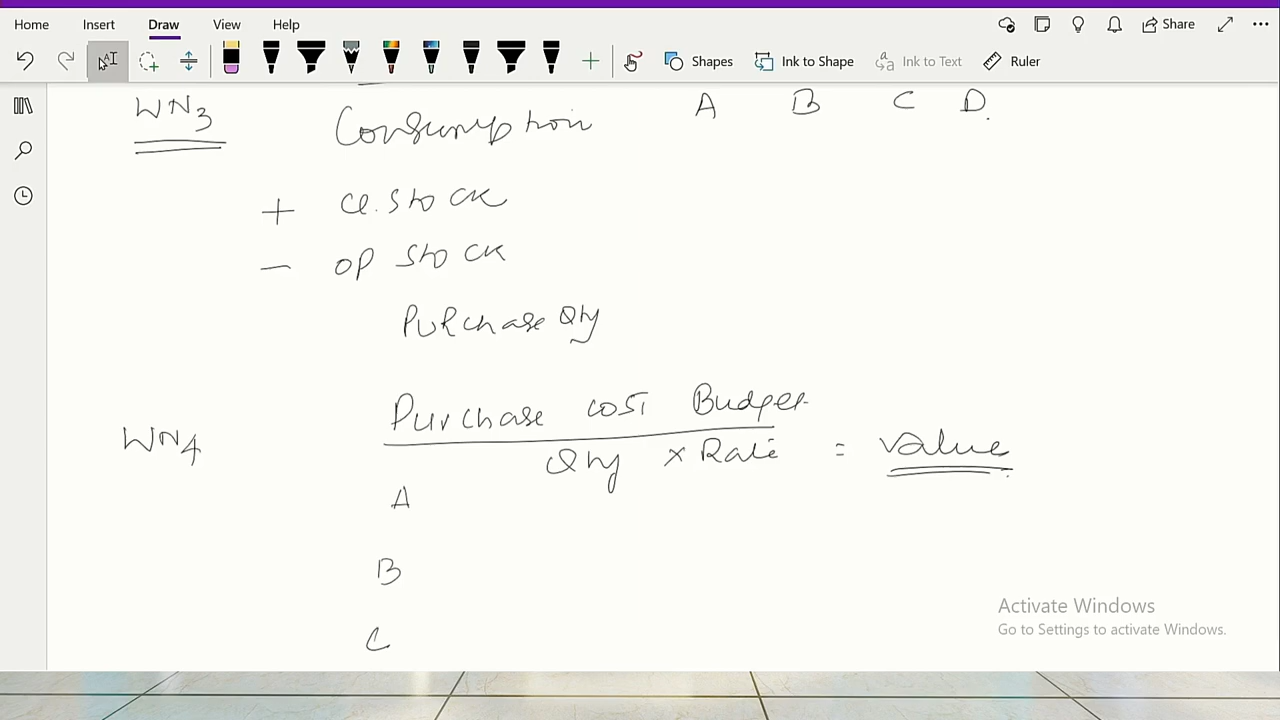 Home Insert Draw View Help Share
Shapes Ink to Shape Ink to Text Ruler
WN3 Consumption A B C D.
+ Cl. Stock
- OP Stock
Purchase Qty
WN4 Purchase Cost Budget
Qty × Rate = Value
A
B
C
Activate Windows
Go to Settings to activate Windows.